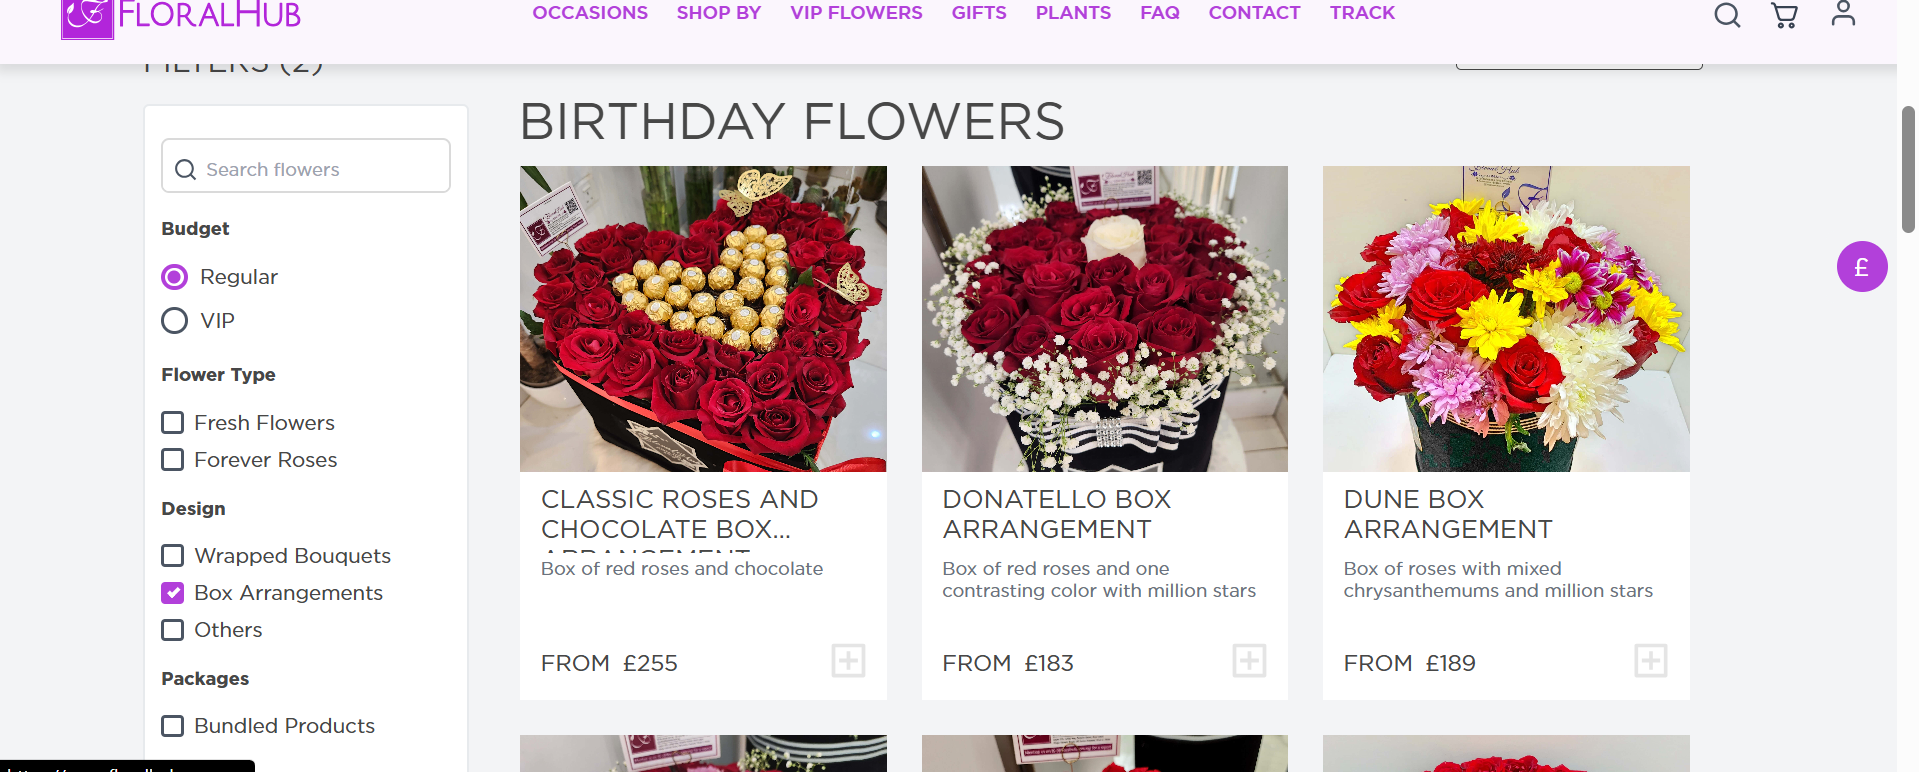 FLORALHUB
OCCASIONS SHOP BY VIP FLOWERS GIFTS PLANTS FAQ CONTACT TRACK
FILTERS (2)
BIRTHDAY FLOWERS
Search flowers
Budget
Regular
VIP
Flower Type
Fresh Flowers
Forever Roses
Design
Wrapped Bouquets
Box Arrangements
Others
Packages
Bundled Products
£
CLASSIC ROSES AND
CHOCOLATE BOX...
ARRANGEMENT
Box of red roses and chocolate
FROM £255
DONATELLO BOX
ARRANGEMENT
Box of red roses and one
contrasting color with million stars
FROM £183
DUNE BOX
ARRANGEMENT
Box of roses with mixed
chrysanthemums and million stars
FROM £189